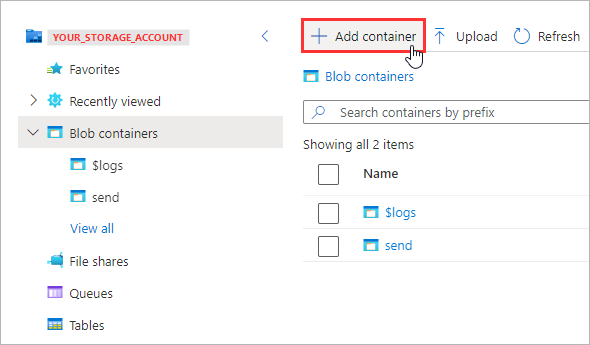 YOUR_STORAGE_ACCOUNT
Favorites
Recently viewed
Blob containers
$logs
send
View all
File shares
Queues
Tables
Add container Upload Refresh
Blob containers
Search containers by prefix
Showing all 2 items
Name
$logs
send